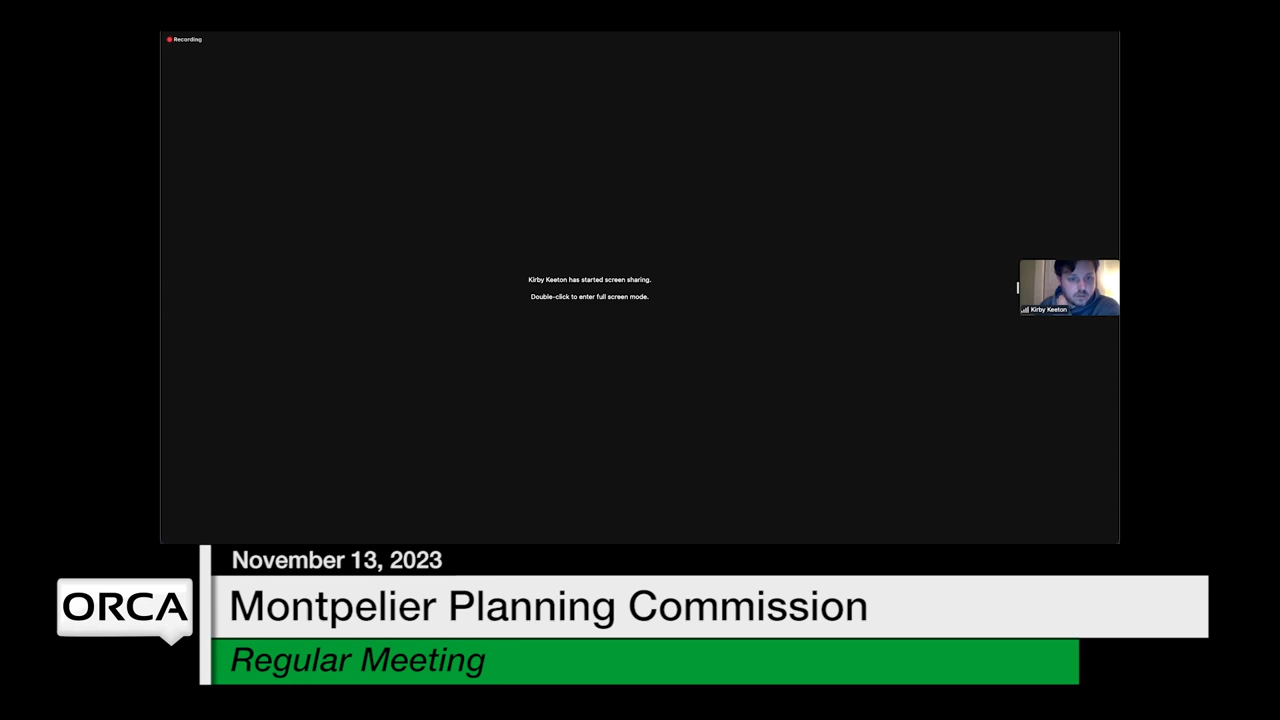 Recording
Kirby Keeton has started screen sharing.
Double-click to enter full screen mode.
Kirby Keeton
November 13, 2023
ORCA
Montpelier Planning Commission
Regular Meeting